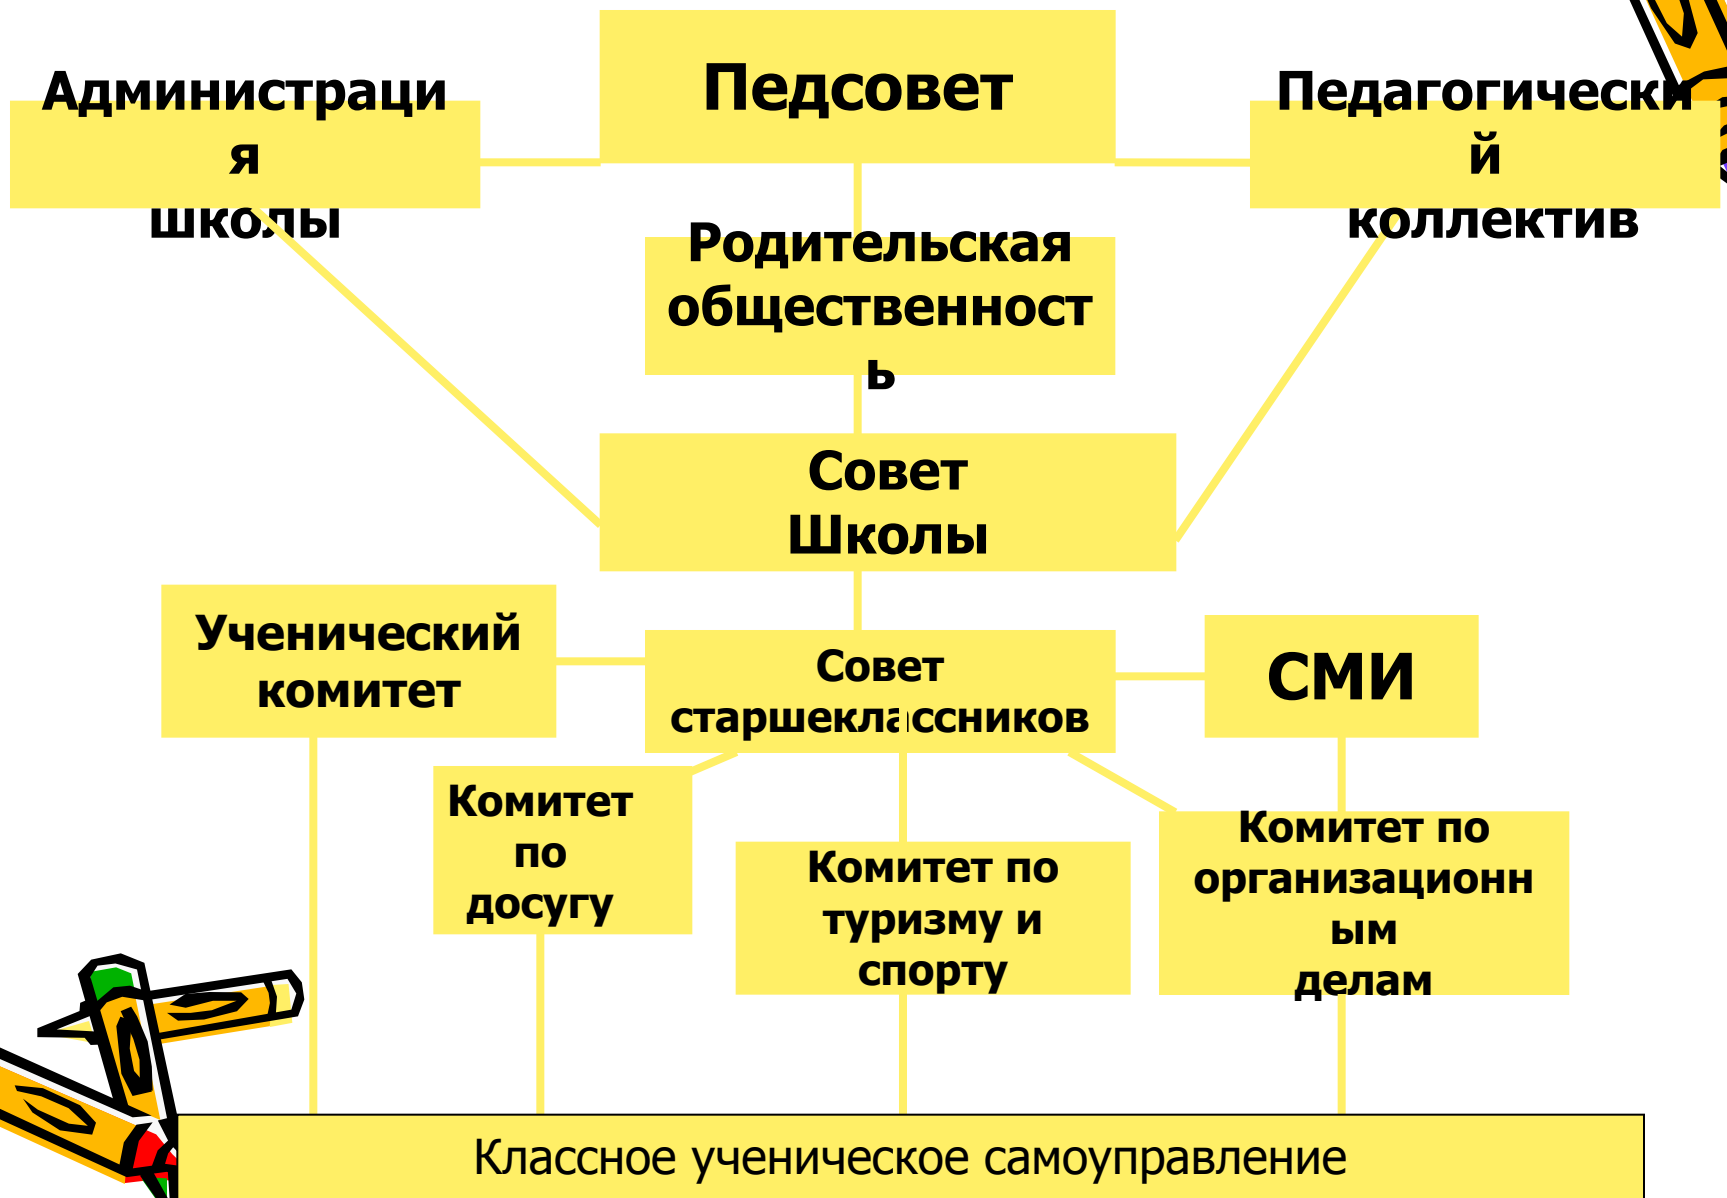 Педсовет
Администраци
я
школы
Педагогически
й
коллектив
Родительская
общественност
ь
Совет
Школы
Ученический
комитет
Совет
старшеклассников
СМИ
Комитет
по
досугу
Комитет по
туризму и
спорту
Комитет по
организационн
ым
делам
Классное ученическое самоуправление